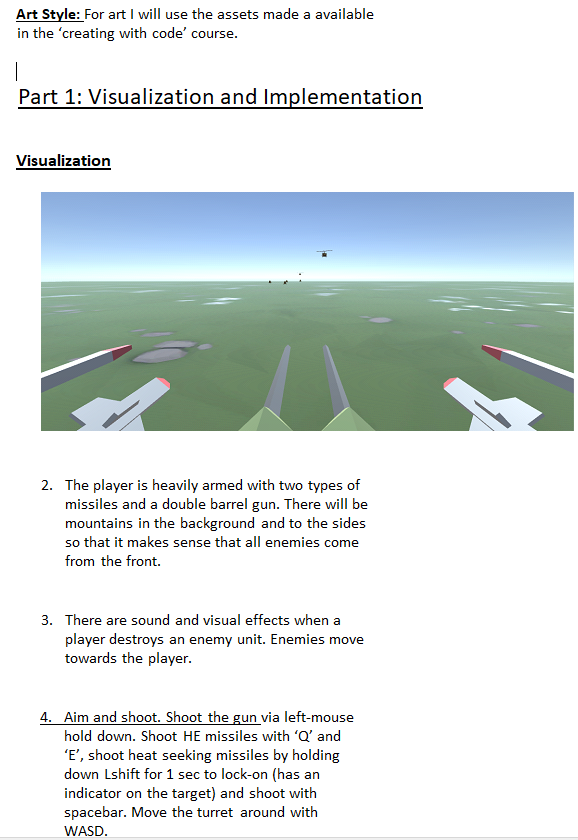 Art Style: For art I will use the assets made a available
in the ‘creating with code’ course.
Part 1: Visualization and Implementation
Visualization
2. The player is heavily armed with two types of
missiles and a double barrel gun. There will be
mountains in the background and to the sides
so that it makes sense that all enemies come
from the front.
3. There are sound and visual effects when a
player destroys an enemy unit. Enemies move
towards the player.
4. Aim and shoot. Shoot the gun via left-mouse
hold down. Shoot HE missiles with ‘Q’ and
‘E’, shoot heat seeking missiles by holding
down Lshift for 1 sec to lock-on (has an
indicator on the target) and shoot with
spacebar. Move the turret around with
WASD.